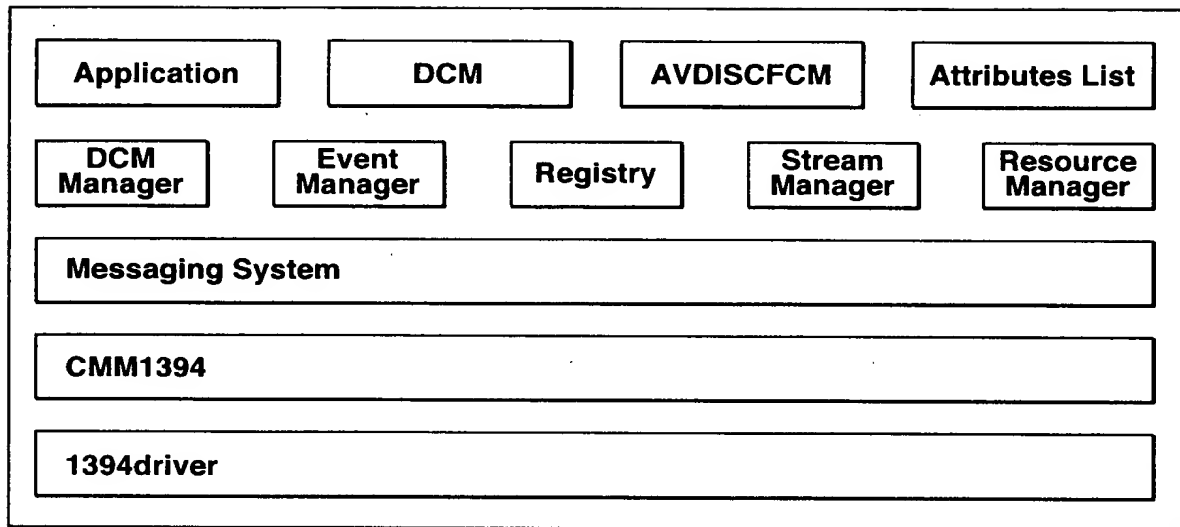 Application
DCM
AVDISCFCM
Attributes List
DCM
Manager
Event
Manager
Registry
Stream
Manager
Resource
Manager
Messaging System
CMM1394
1394driver